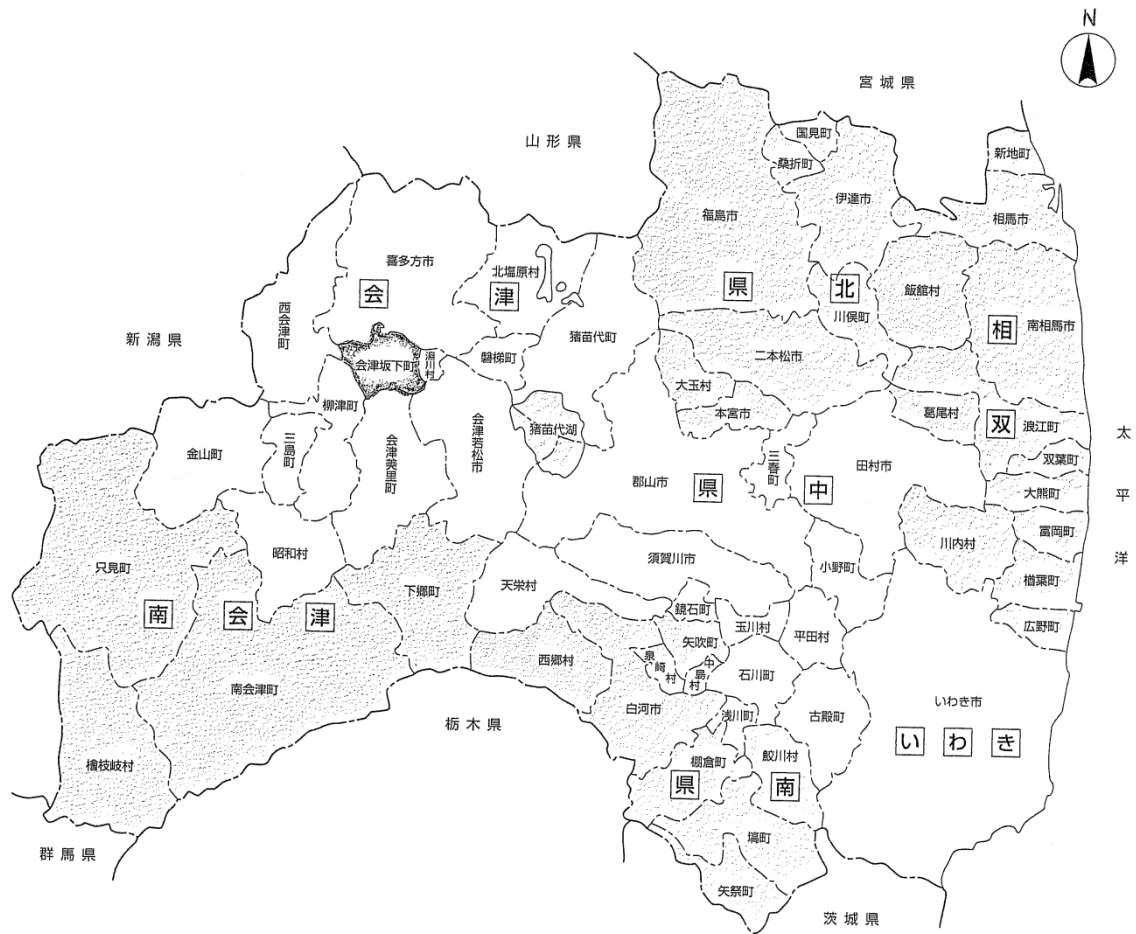 N
宮城県
山形県
国見町
新地町
桑折町
伊達市
福島市
相馬市
喜多方市
北塩原村
会
津
県
北
飯舘村
西会津町
川俣町
相
南相馬市
新潟県
猪苗代町
湯川村
磐梯町
二本松市
会津坂下町
大玉村
柳津町
本宮市
葛尾村
猪苗代湖
双
浪江町
三島町
会津美里町
会津若松市
金山町
三春町
田村市
双葉町
太平洋
郡山市
県
中
大熊町
富岡町
川内村
須賀川市
昭和村
只見町
小野町
楢葉町
天栄村
下郷町
鏡石町
玉川村
広野町
南
会
津
平田村
矢吹町
西郷村
泉崎村
中島村
石川町
南会津町
いわき市
白河市
浅川町
古殿町
栃木県
い
わ
き
鮫川村
棚倉町
檜枝岐村
県
南
塙町
群馬県
矢祭町
茨城県